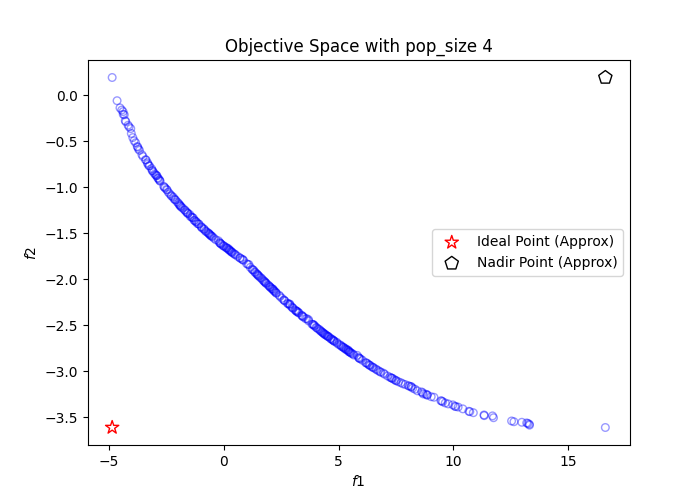 Objective Space with pop_size 4
f2
0.0
−0.5
−1.0
−1.5
−2.0
−2.5
−3.0
−3.5
Ideal Point (Approx)
Nadir Point (Approx)
−5 0 5 10 15
f1